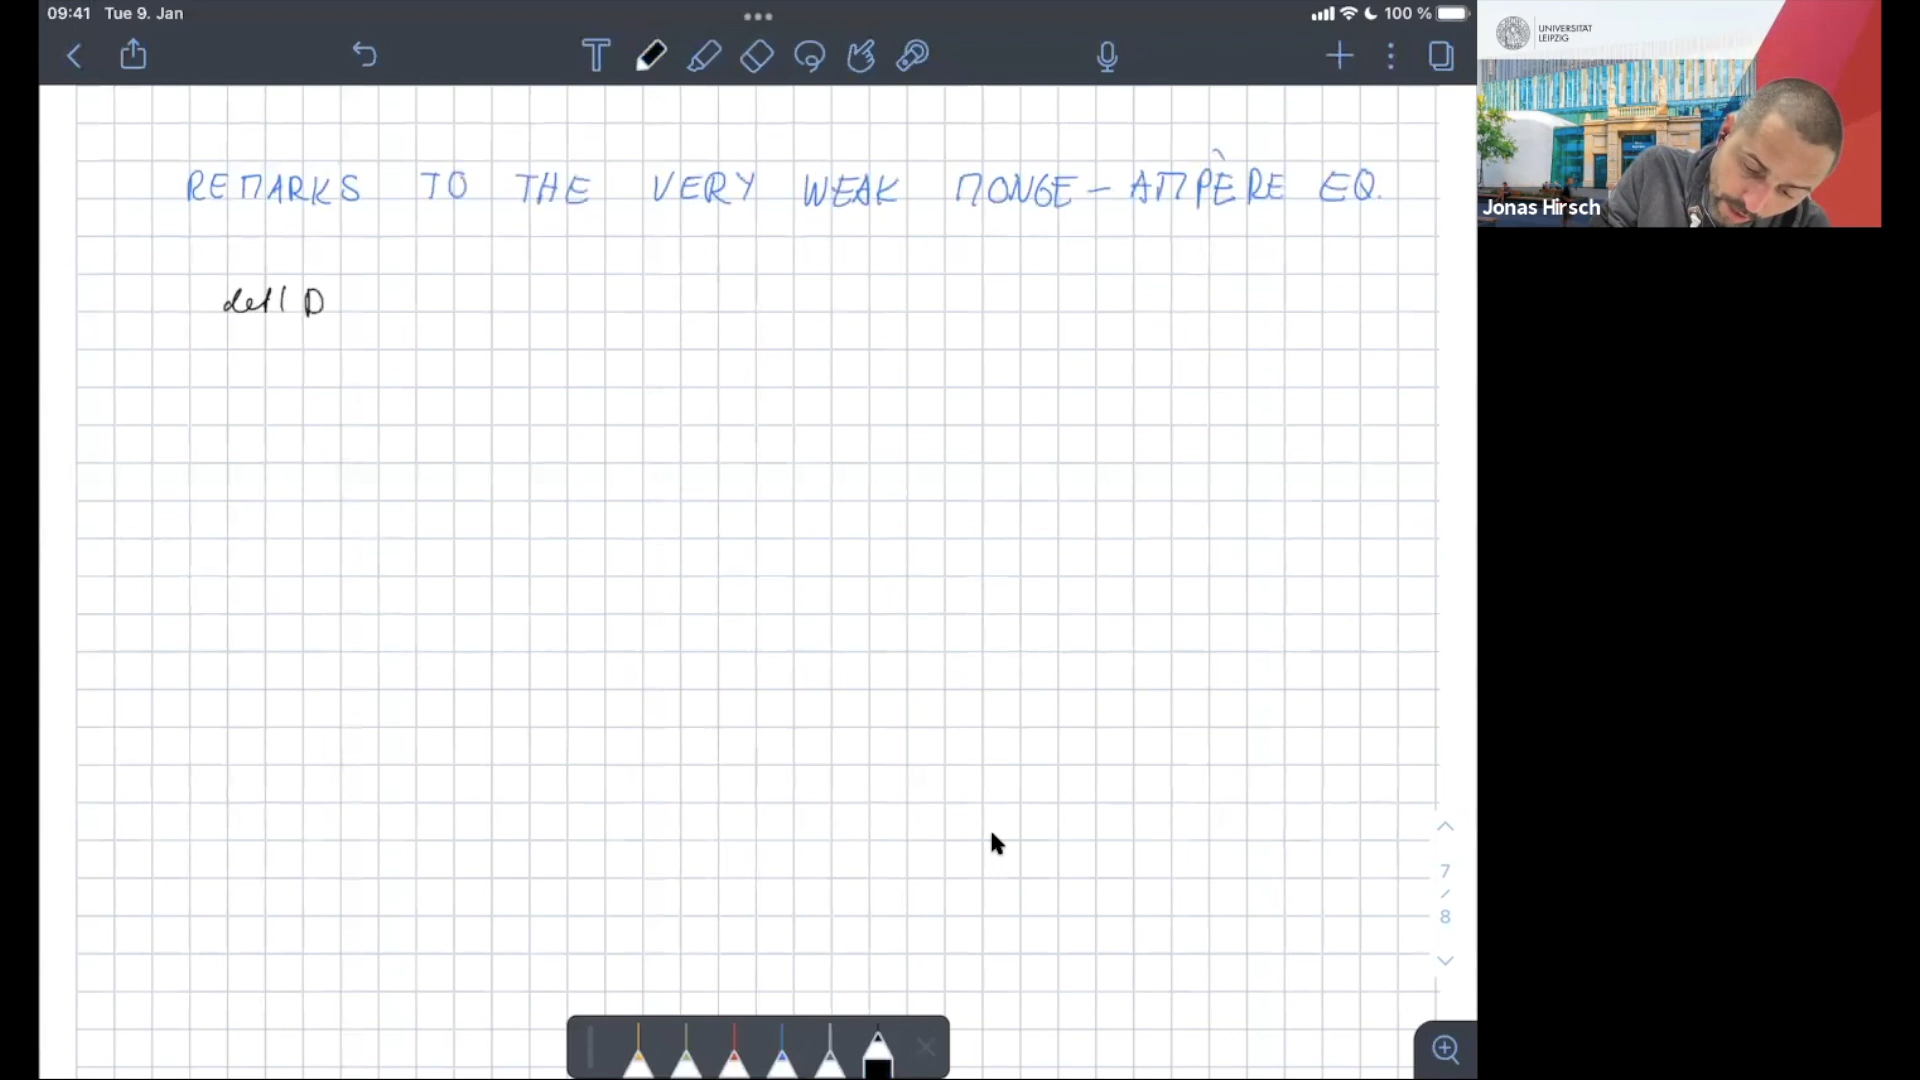 09:41 Tue 9. Jan
100 %
UNIVERSITÄT
LEIPZIG
Jonas Hirsch
REMARKS TO THE VERY WEAK MONGE-AMPÈRE EQ.
det( D
7
/
8